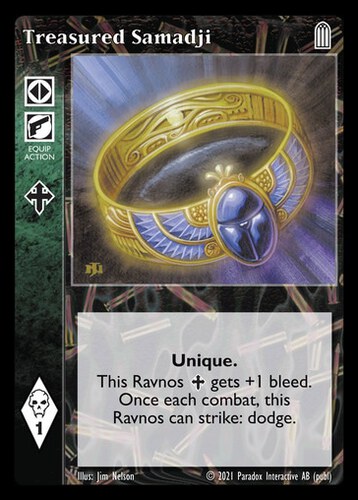 Treasured Samadji
EQUIP
ACTION
Unique.
This Ravnos gets +1 bleed.
Once each combat, this
Ravnos can strike: dodge.
1
Illus: Jim Nelson
© 2021 Paradox Interactive AB (publ)